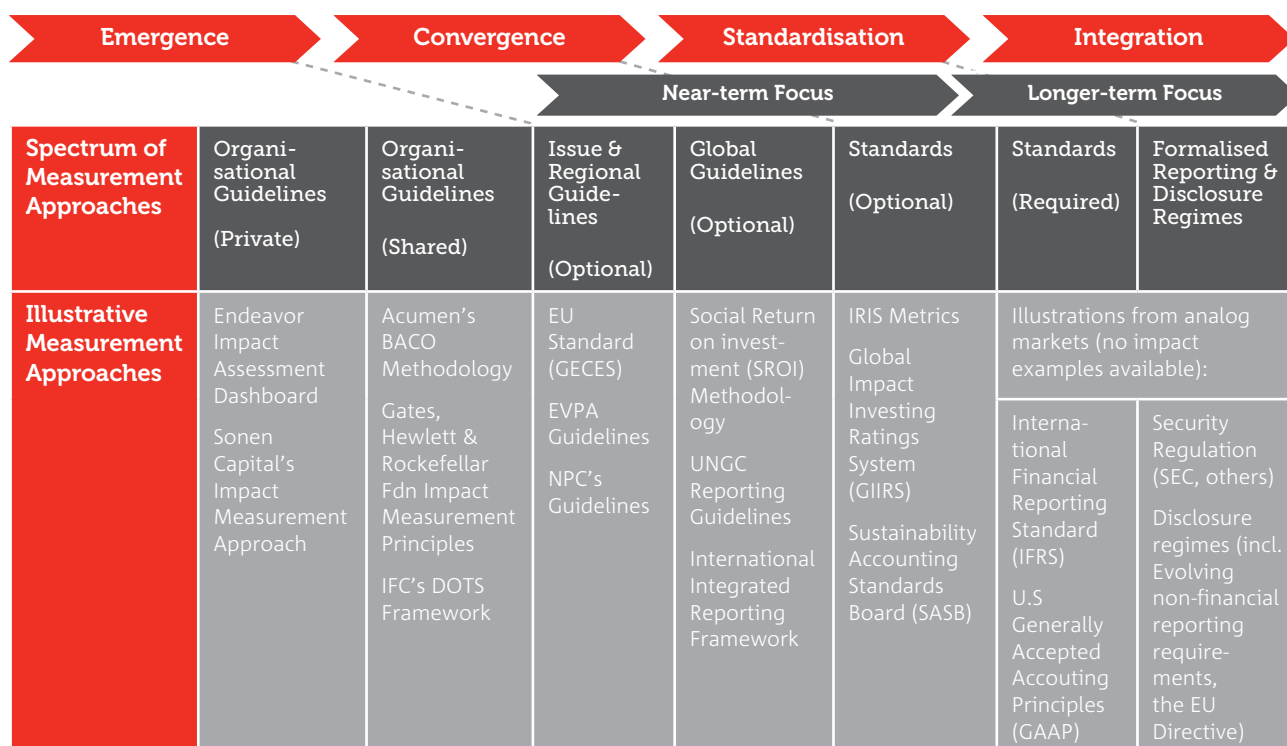 Emergence
Convergence
Standardisation
Integration
Near-term Focus
Longer-term Focus
Spectrum of
Measurement
Approaches
Organi-
sational
Guidelines
(Private)
Organi-
sational
Guidelines
(Shared)
Issue &
Regional
Guide-
lines
(Optional)
Global
Guidelines
(Optional)
Standards
(Optional)
Standards
(Required)
Formalised
Reporting &
Disclosure
Regimes
Illustrative
Measurement
Approaches
Endeavor
Impact
Assessment
Dashboard
Sonen
Capital's
Impact
Measurement
Approach
Acumen's
BACO
Methodology
Gates,
Hewlett &
Rockefellar
Fdn Impact
Measurement
Principles
IFC's DOTS
Framework
EU
Standard
(GECES)
EVPA
Guidelines
NPC's
Guidelines
Social Return
on invest-
ment (SROI)
Methodol-
ogy
UNGC
Reporting
Guidelines
International
Integrated
Reporting
Framework
IRIS Metrics
Global
Impact
Investing
Ratings
System
(GIIRS)
Sustainability
Accounting
Standards
Board (SASB)
Illustrations from analog
markets (no impact
examples available):
Interna-
tional
Financial
Reporting
Standard
(IFRS)
U.S
Generally
Accepted
Accouting
Principles
(GAAP)
Security
Regulation
(SEC, others)
Disclosure
regimes (incl.
Evolving
non-financial
reporting
require-
ments,
the EU
Directive)